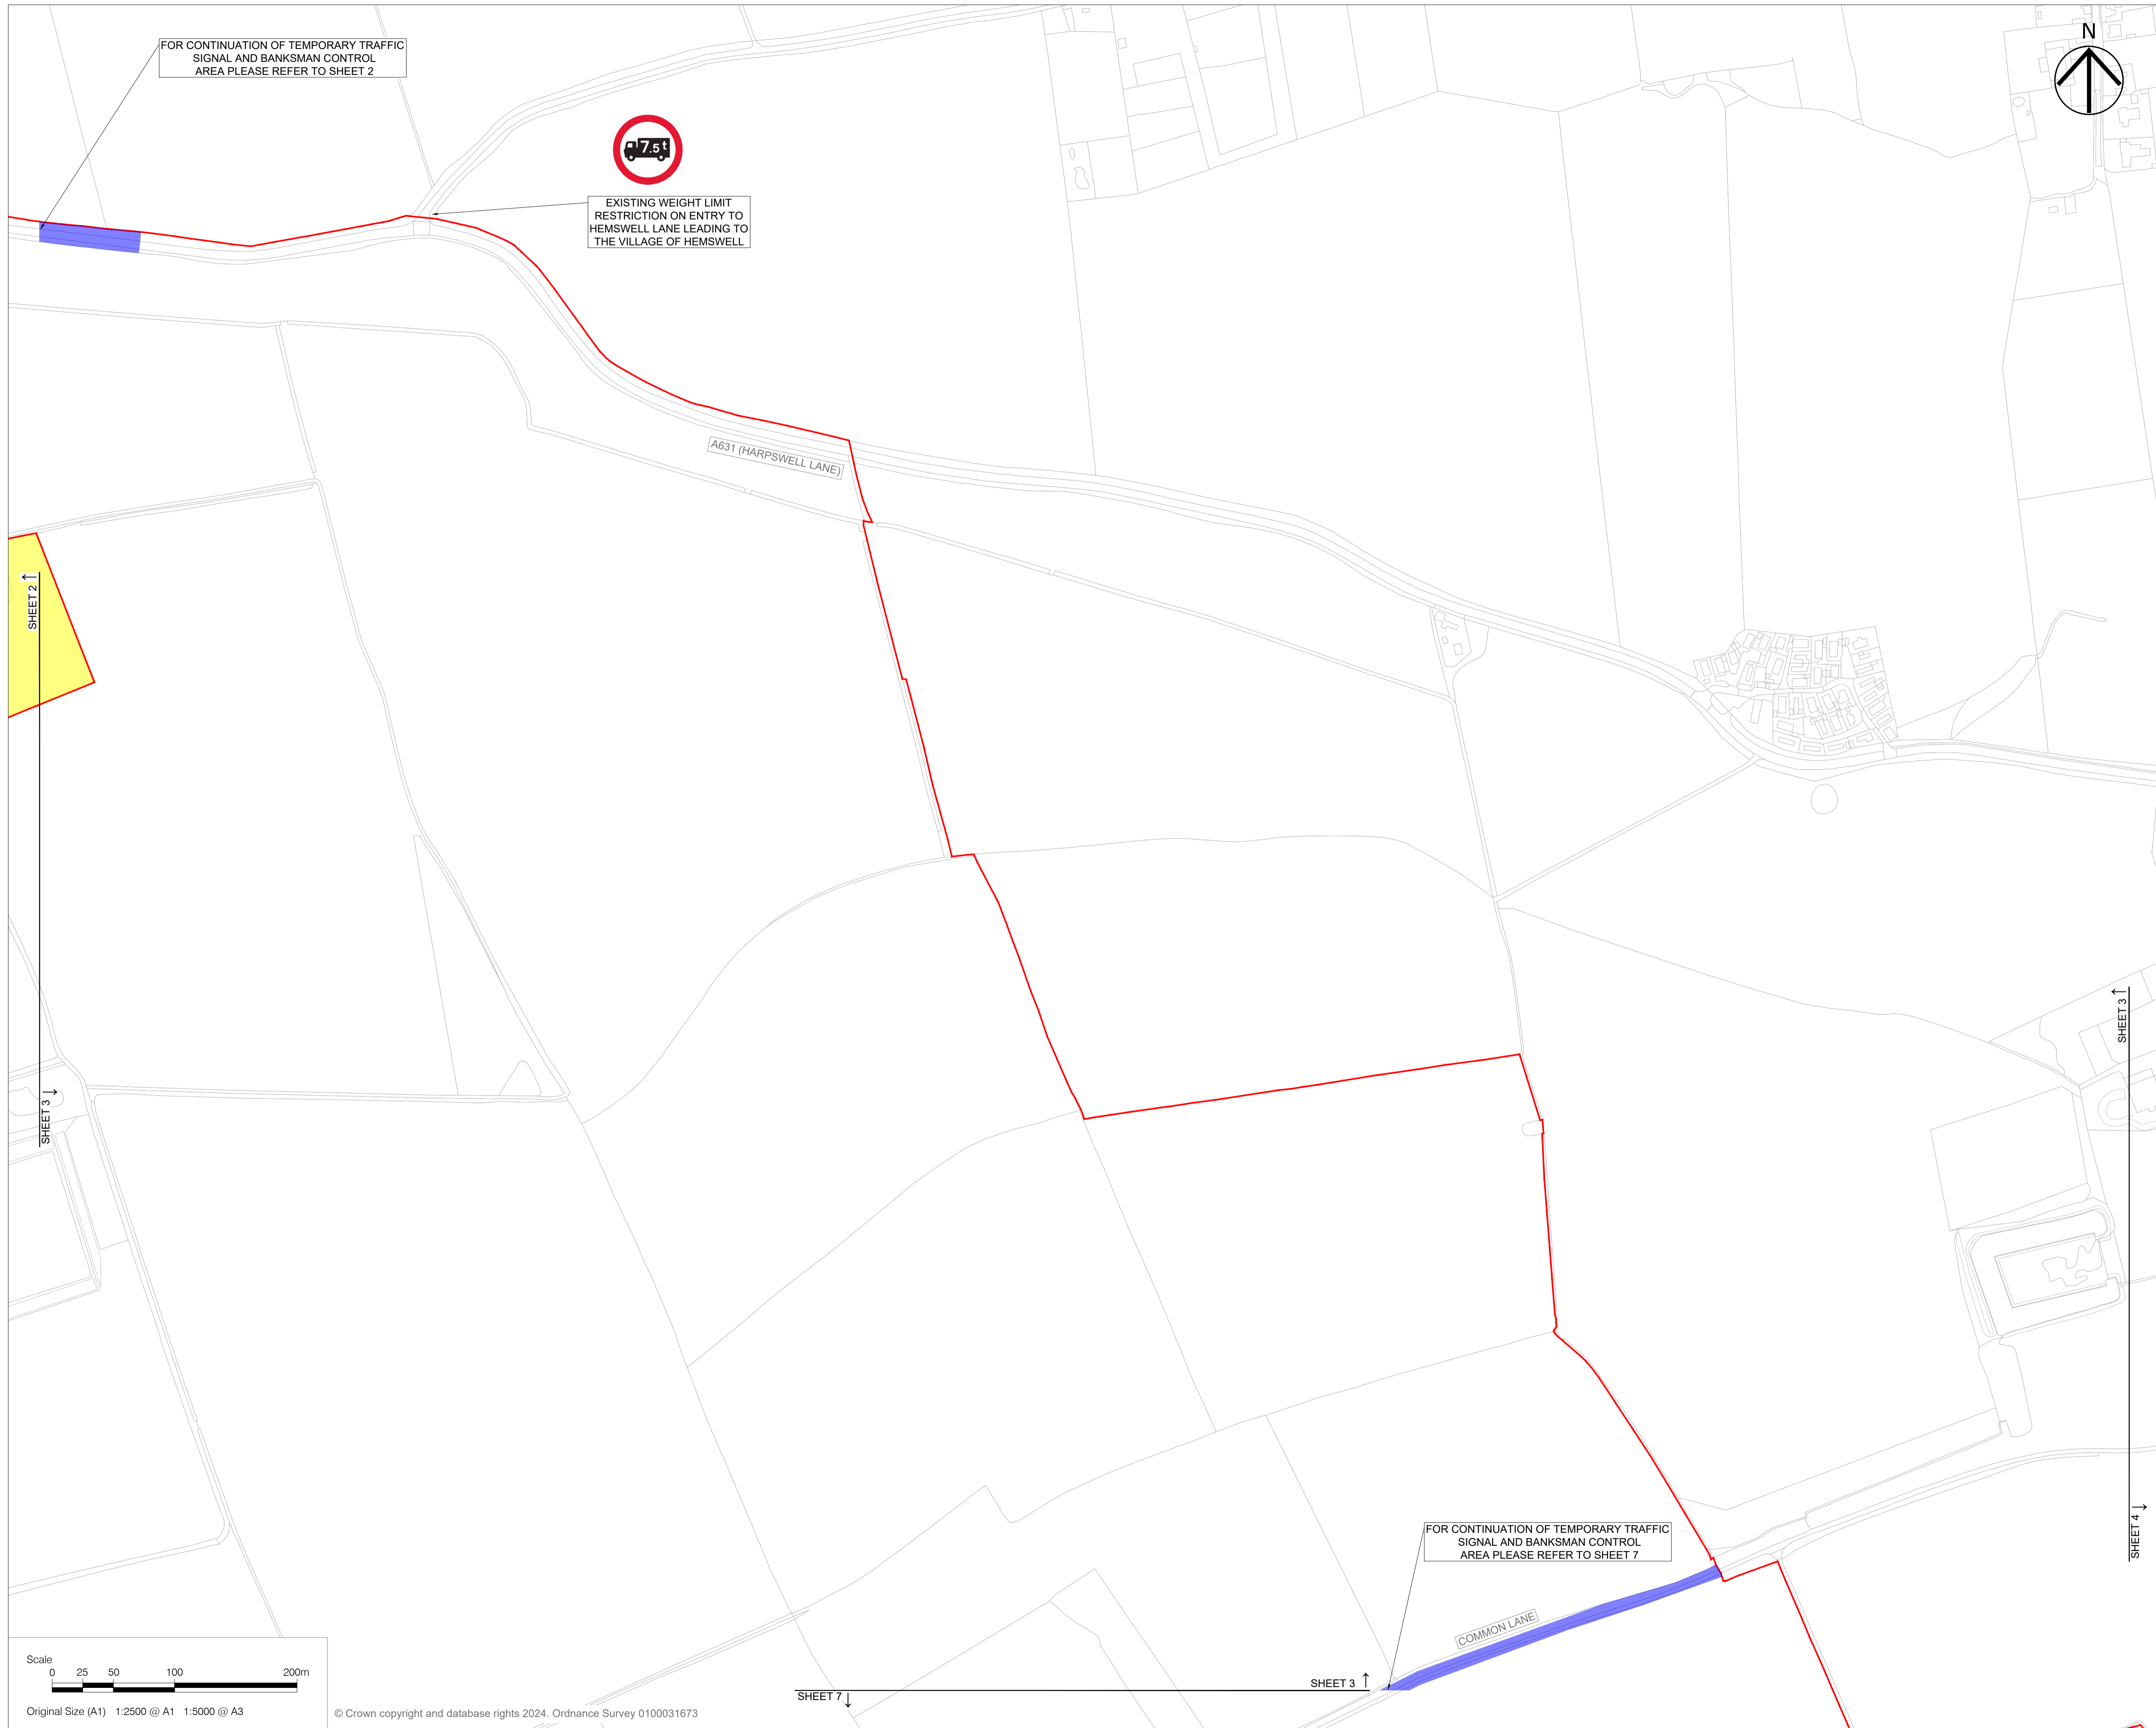 FOR CONTINUATION OF TEMPORARY TRAFFIC
SIGNAL AND BANKSMAN CONTROL
AREA PLEASE REFER TO SHEET 2
N
7.5 t
EXISTING WEIGHT LIMIT
RESTRICTION ON ENTRY TO
HEMSWELL LANE LEADING TO
THE VILLAGE OF HEMSWELL
A631 (HARPSWELL LANE)
SHEET 2
SHEET 3
SHEET 3
SHEET 4
FOR CONTINUATION OF TEMPORARY TRAFFIC
SIGNAL AND BANKSMAN CONTROL
AREA PLEASE REFER TO SHEET 7
COMMON LANE
SHEET 3
SHEET 7
Scale
0 25 50 100 200m
Original Size (A1) 1:2500 @ A1 1:5000 @ A3
© Crown copyright and database rights 2024. Ordnance Survey 0100031673